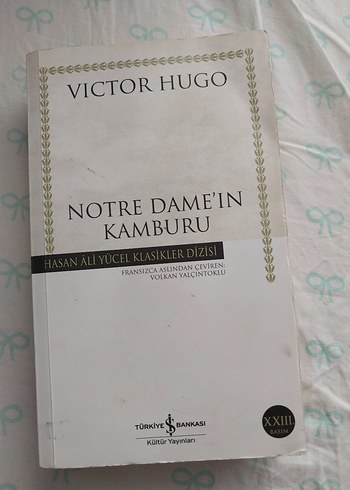 VICTOR HUGO
NOTRE DAME'IN
KAMBURU
HASAN ÂLİ YÜCEL KLASİKLER DİZİSİ
FRANSIZCA ASLINDAN ÇEVİREN:
VOLKAN YALÇINTOKLU
TÜRKİYE İŞ BANKASI
Kültür Yayınları
XXIII.
BASIM